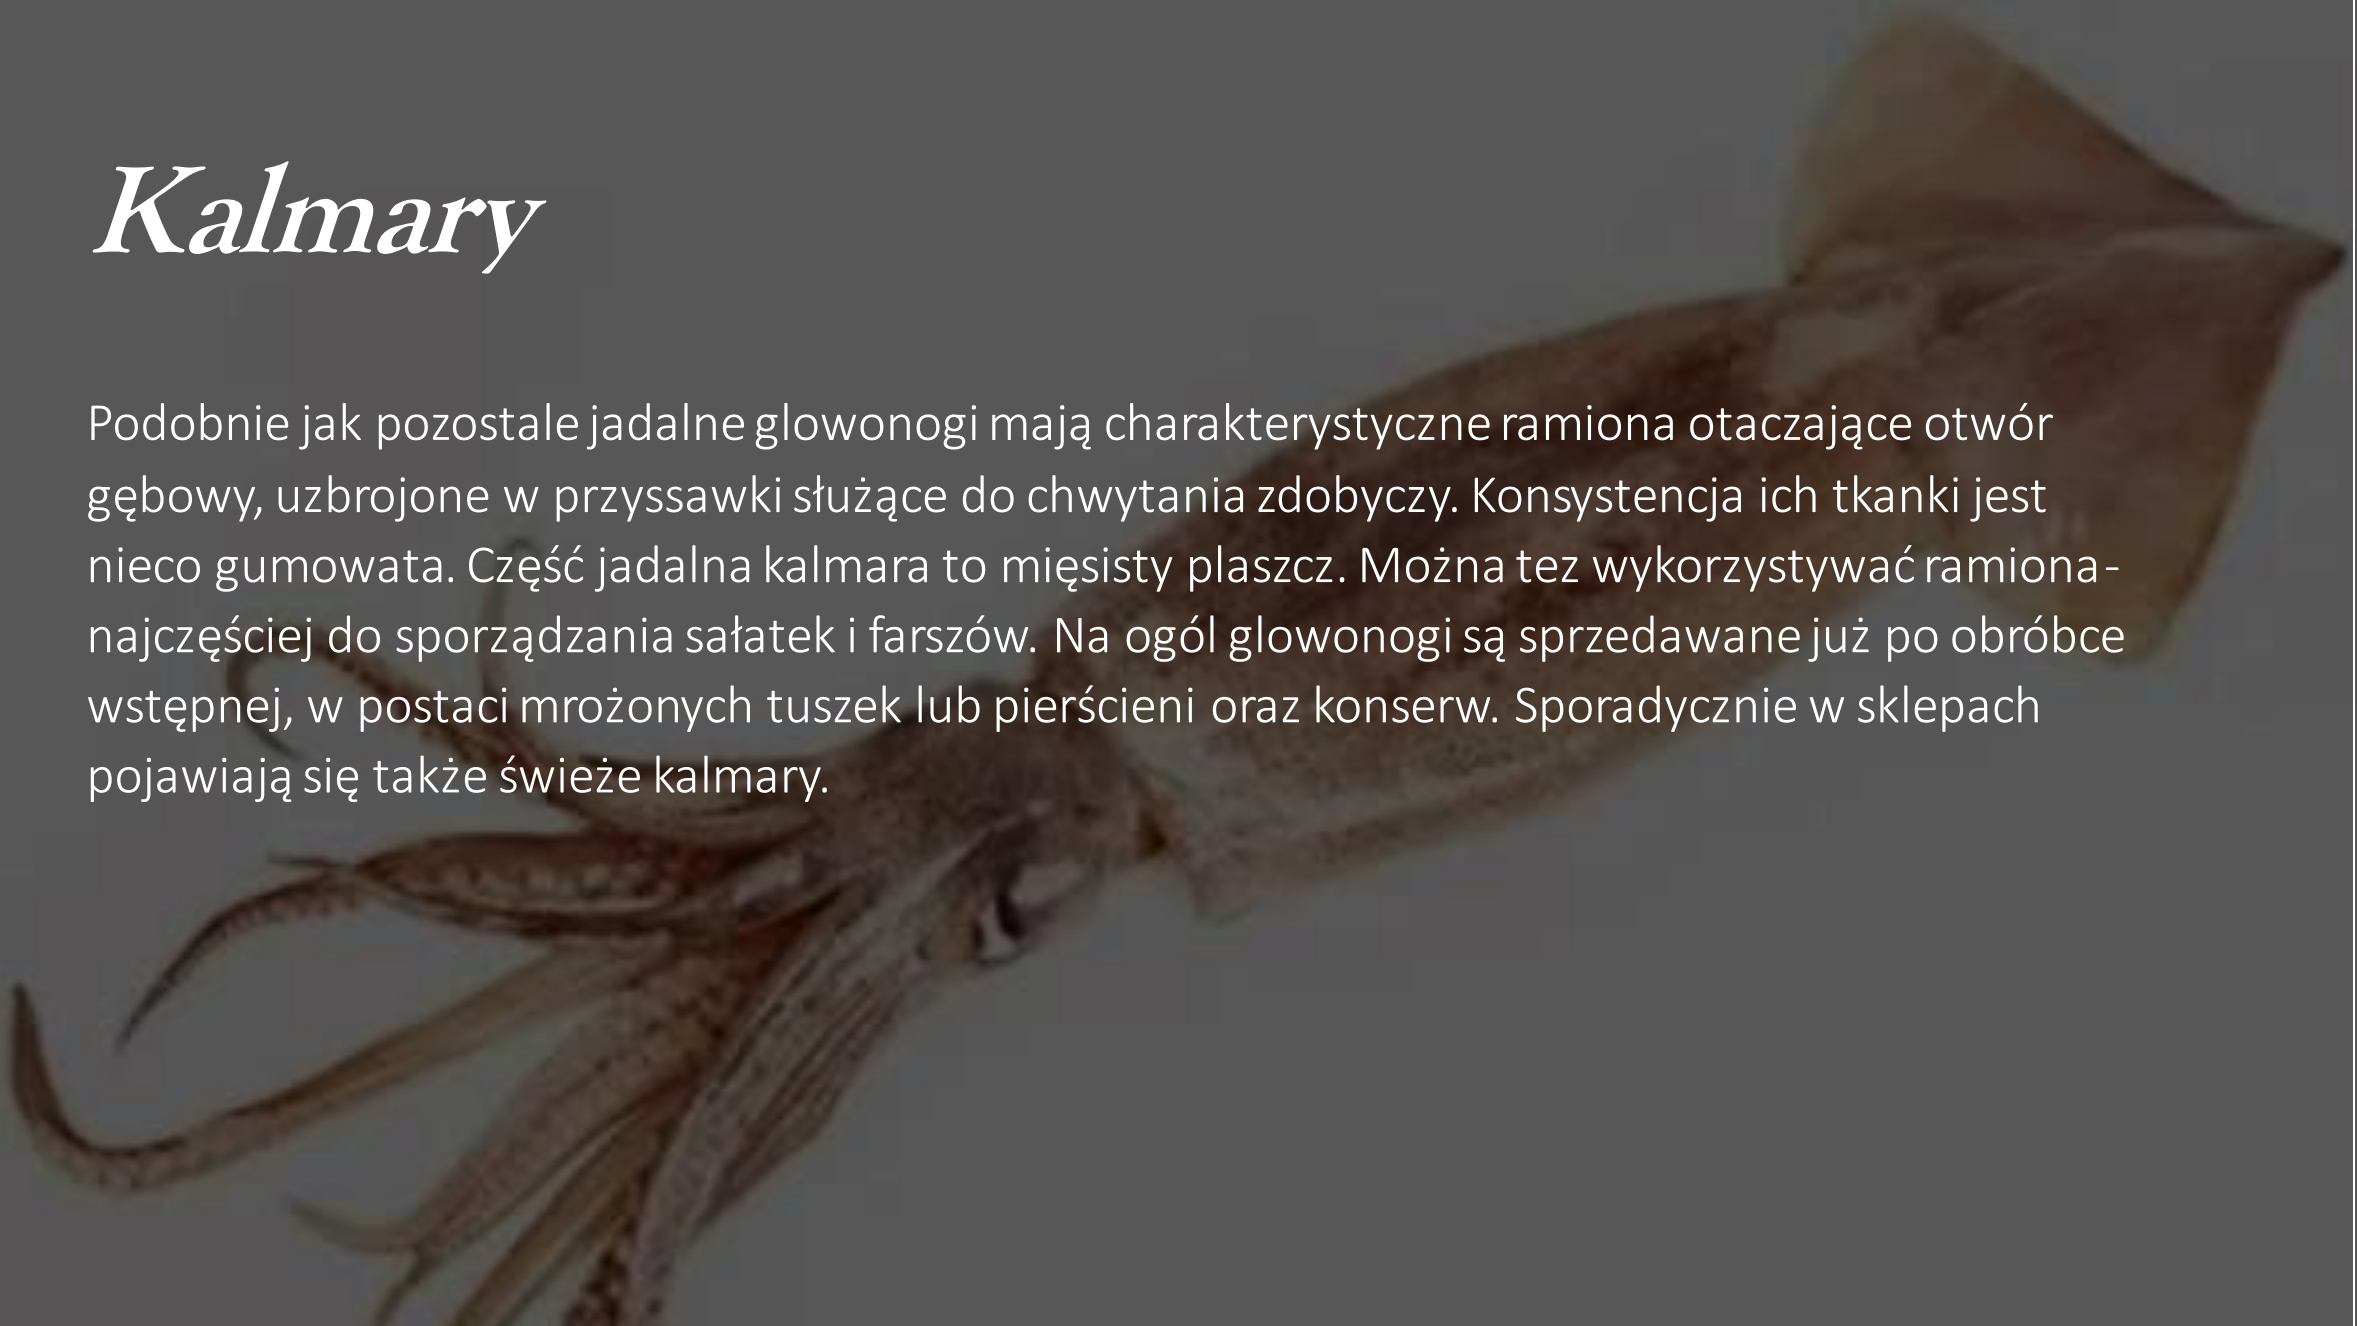 Kalmary
Podobnie jak pozostale jadalne glowonogi mają charakterystyczne ramiona otaczające otwór
gębowy, uzbrojone w przyssawki służące do chwytania zdobyczy. Konsystencja ich tkanki jest
nieco gumowata. Część jadalna kalmara to mięsisty plaszcz. Można tez wykorzystywać ramiona-
najczęściej do sporządzania sałatek i farszów. Na ogól glowonogi są sprzedawane już po obróbce
wstępnej, w postaci mrożonych tuszek lub pierścieni oraz konserw. Sporadycznie w sklepach
pojawiają się także świeże kalmary.